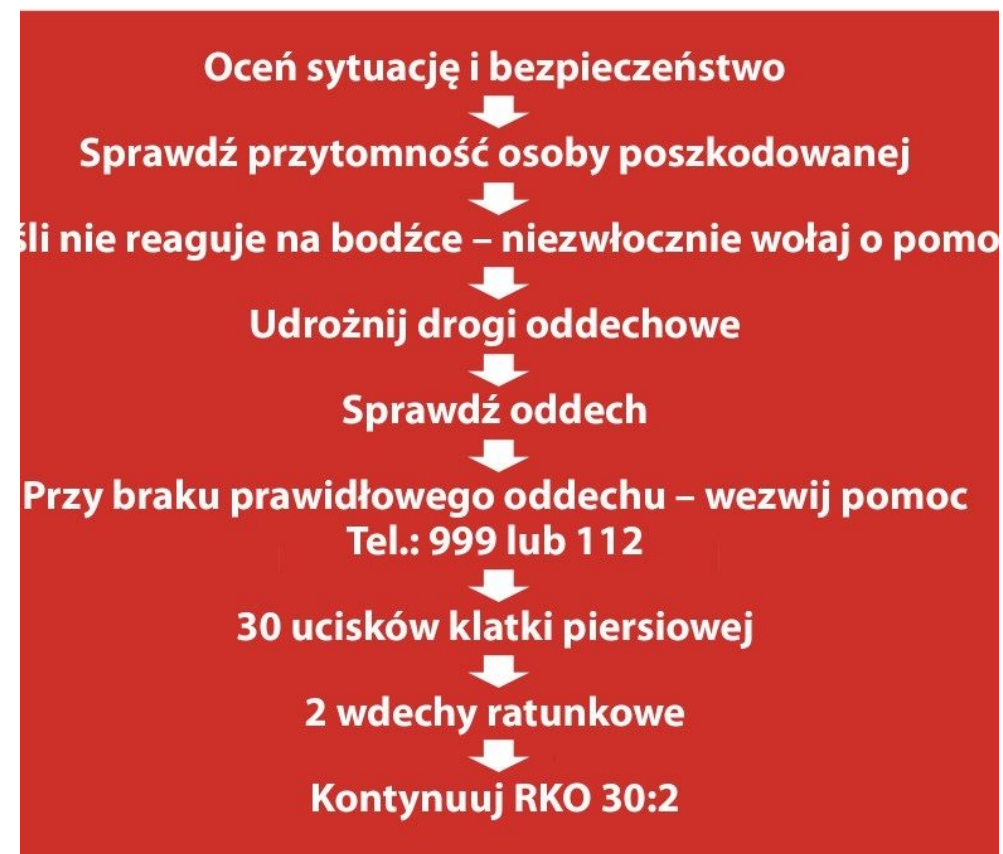 Oceń sytuację i bezpieczeństwo
Sprawdź przytomność osoby poszkodowanej
śli nie reaguje na bodźce – niezwłocznie wołaj o pomo
Udrożnij drogi oddechowe
Sprawdź oddech
Przy braku prawidłowego oddechu – wezwij pomoc
Tel.: 999 lub 112
30 ucisków klatki piersiowej
2 wdechy ratunkowe
Kontynuuj RKO 30:2